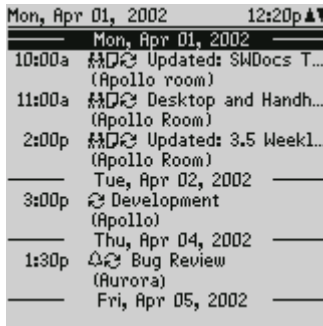 Mon, Apr 01, 2002 12:20p
Mon, Apr 01, 2002
10:00a Updated: SWDocs T...
(Apollo room)
11:00a Desktop and Handh...
(Apollo Room)
2:00p Updated: 3.5 Weekl...
(Apollo Room)
Tue, Apr 02, 2002
3:00p Development
(Apollo)
Thu, Apr 04, 2002
1:30p Bug Review
(Aurora)
Fri, Apr 05, 2002